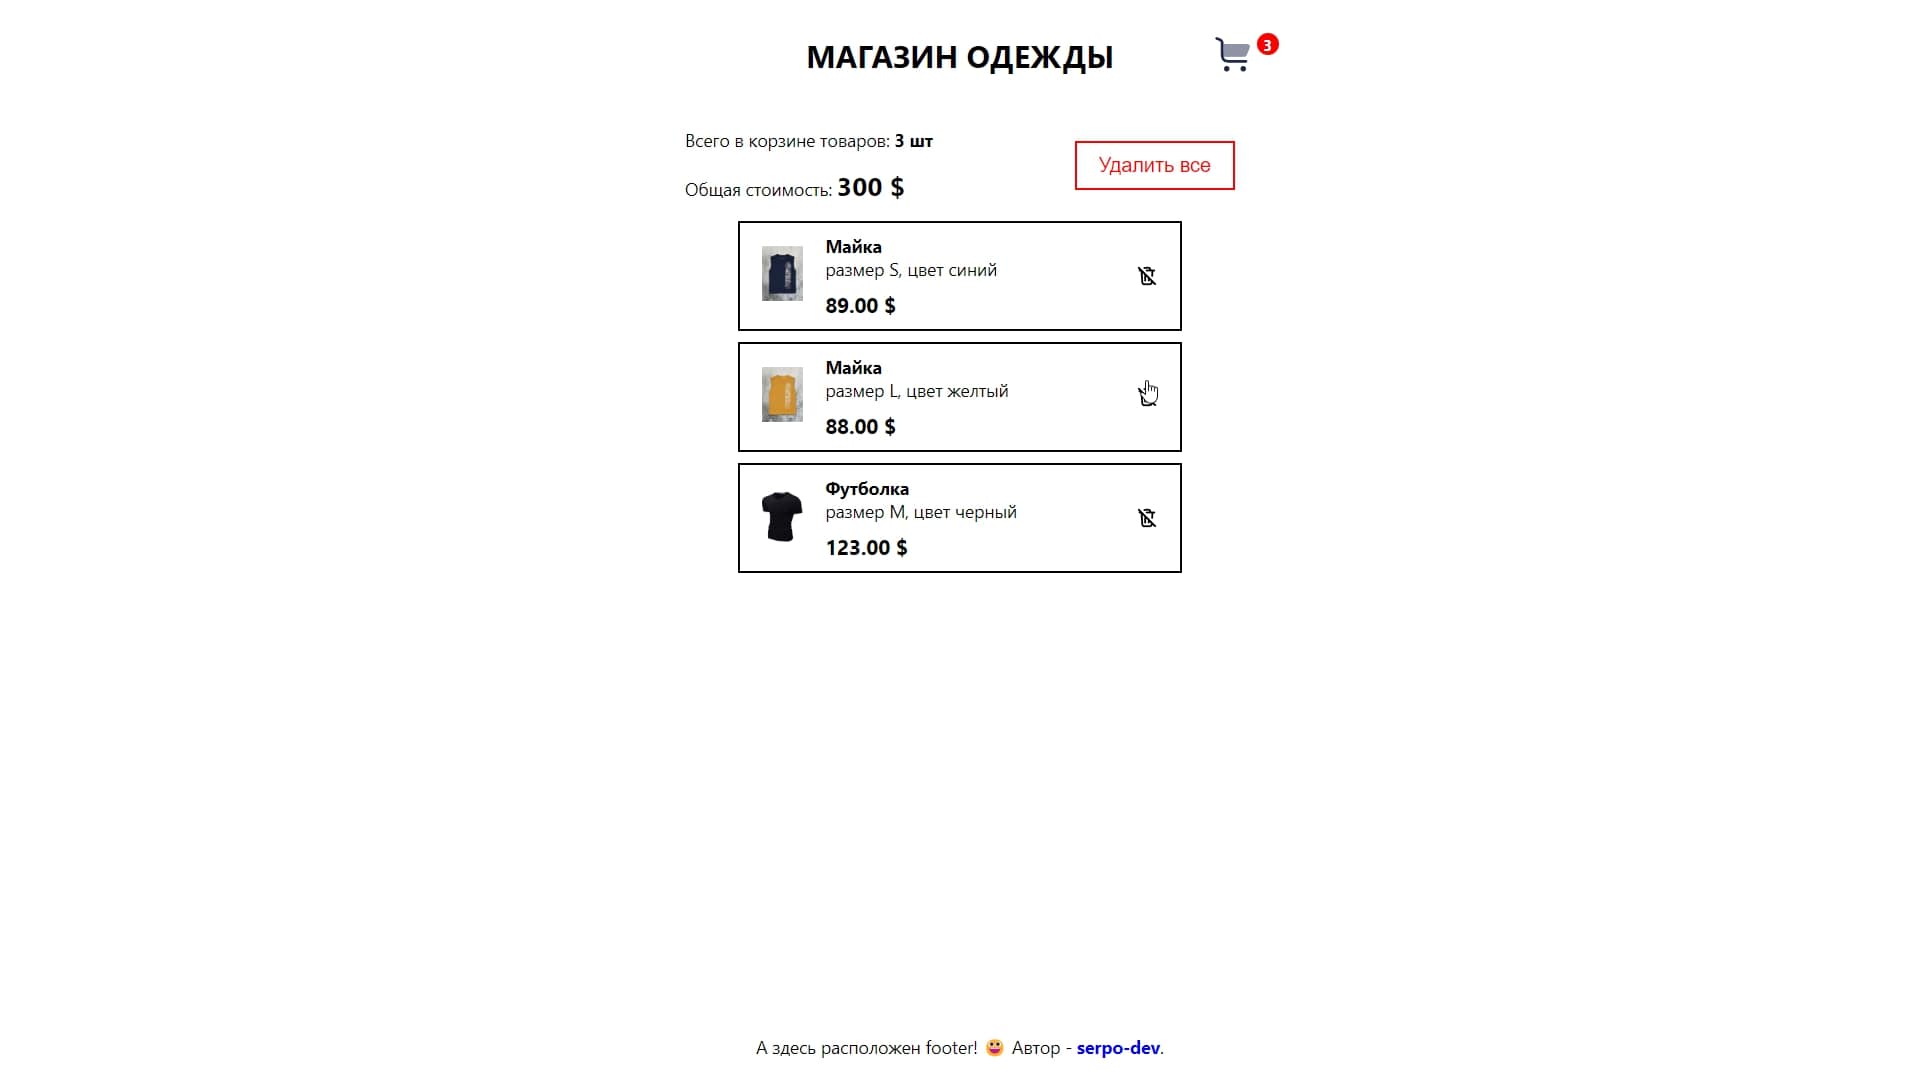 МАГАЗИН ОДЕЖДЫ
3
Всего в корзине товаров: 3 шт
Удалить все
Общая стоимость: 300 $
Майка
размер S, цвет синий
89.00 $
Майка
размер L, цвет желтый
88.00 $
Футболка
размер M, цвет черный
123.00 $
А здесь расположен footer! 😀 Автор - serpo-dev.